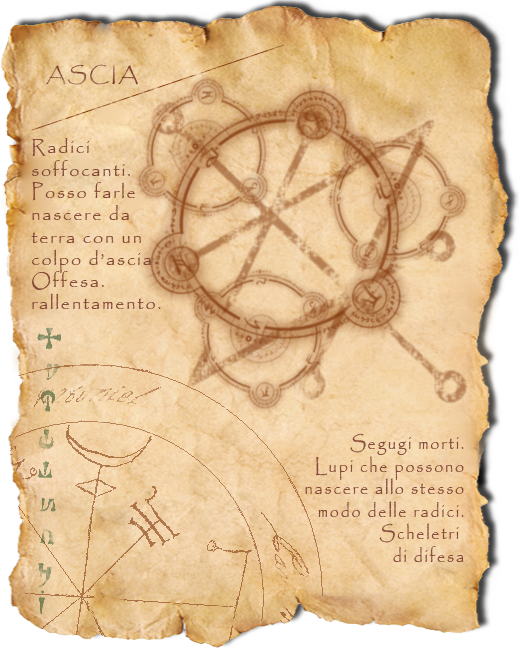 ASCIA
Radici
soffocanti.
Posso farle
nascere da
terra con un
colpo d'ascia
Offesa.
rallentamento.
Segugi morti.
Lupi che possono
nascere allo stesso
modo delle radici.
Scheletri
di difesa